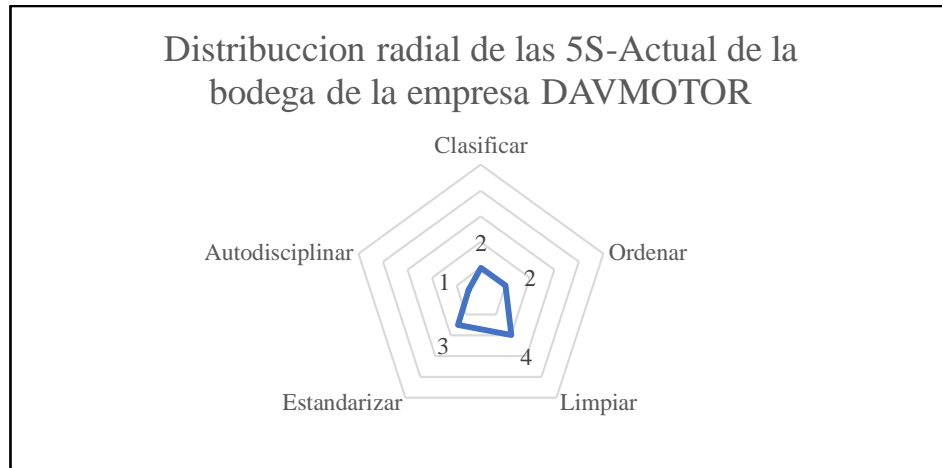 Distribuccion radial de las 5S-Actual de la
bodega de la empresa DAVMOTOR
Clasificar
2
Autodisciplinar
1
2
Ordenar
3
4
Estandarizar
Limpiar